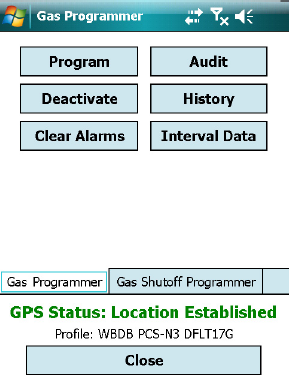 Gas Programmer
Program Audit
Deactivate History
Clear Alarms Interval Data
Gas Programmer Gas Shutoff Programmer
GPS Status: Location Established
Profile: WBDB PCS-N3 DFLT17G
Close